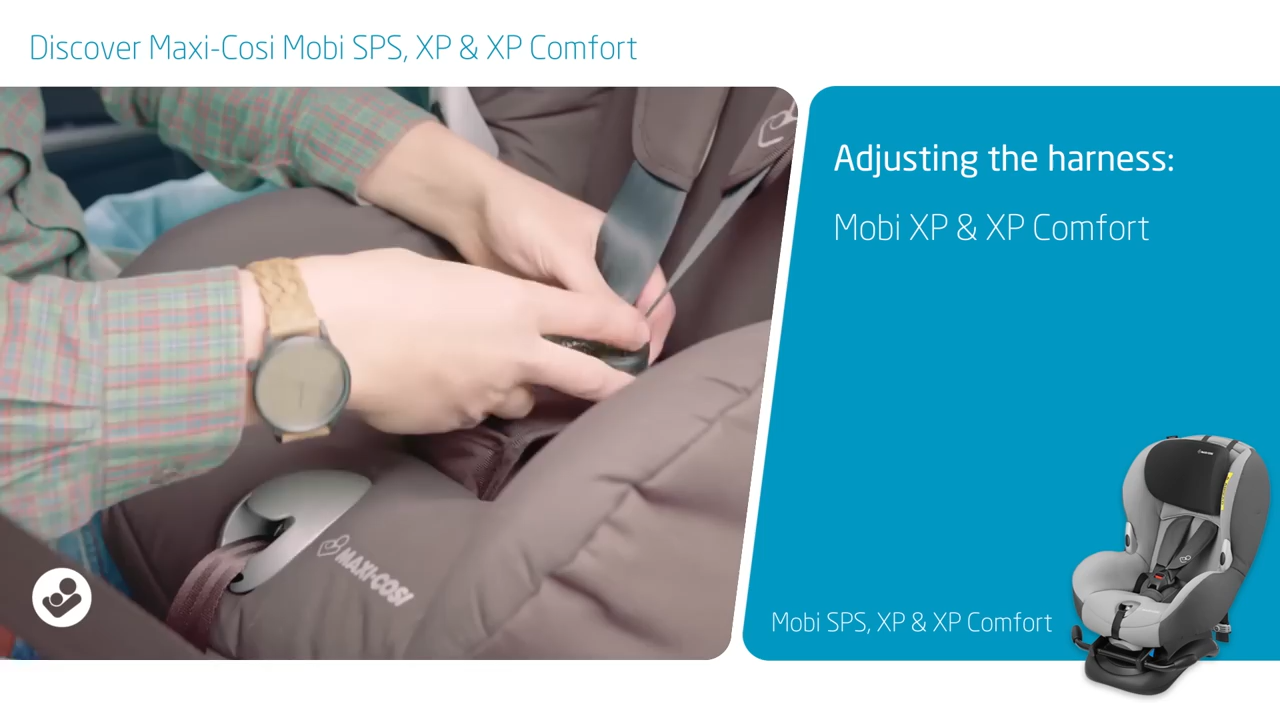 Discover Maxi-Cosi Mobi SPS, XP & XP Comfort
Adjusting the harness:
Mobi XP & XP Comfort
MAXI-COSI
Mobi SPS, XP & XP Comfort